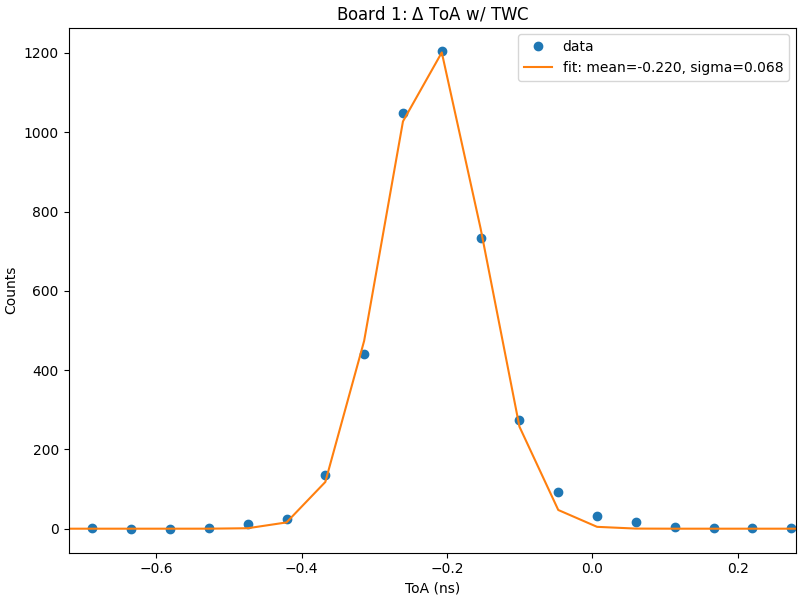 Board 1: Δ ToA w/ TWC
data
fit: mean=-0.220, sigma=0.068
Counts
1200
1000
800
600
400
200
0
−0.6
−0.4
−0.2
0.0
0.2
ToA (ns)